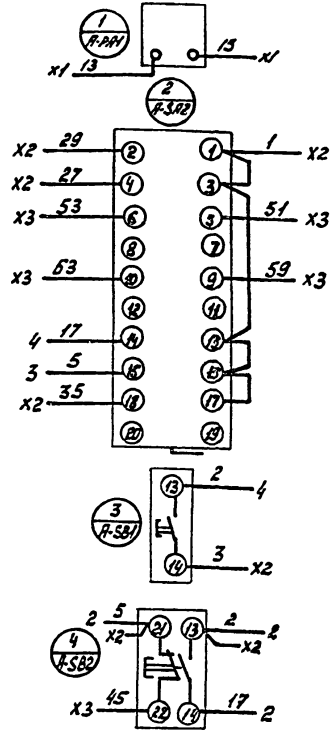 1
A-PA1
x1 13
15 x1
2
A-SA2
x2 29 2 1 1 x2
x2 27 4 3
x3 53 6 5 51 x3
8 7
x3 63 10 9 59 x3
12 11
4 17 14 13
3 5 16 15
x2 35 18 17
20 19
13 2 4
3
A-SB1
14 3 x2
2 5 21 13 2 2
x2 x2
4
A-SB2
x3 45 22 14 17 2